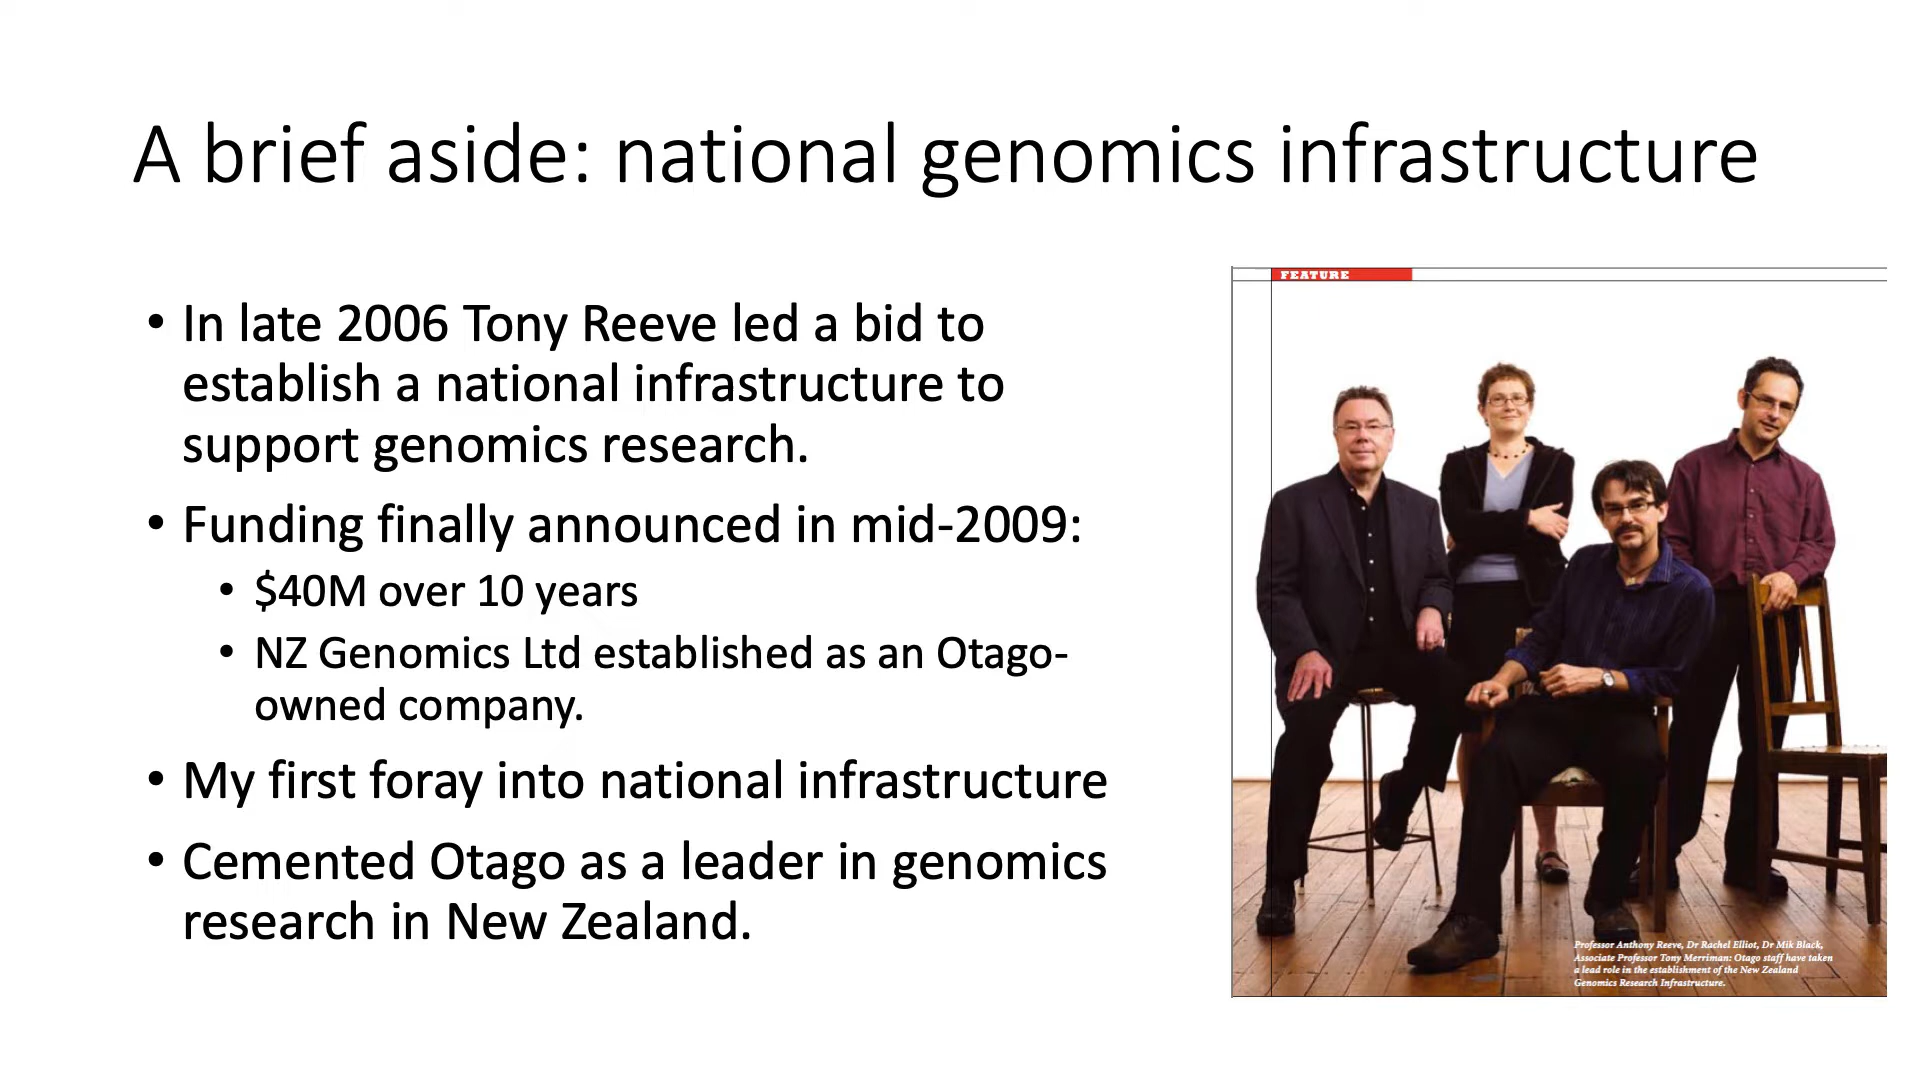 A brief aside: national genomics infrastructure
• In late 2006 Tony Reeve led a bid to
establish a national infrastructure to
support genomics research.
• Funding finally announced in mid-2009:
• $40M over 10 years
• NZ Genomics Ltd established as an Otago-
owned company.
• My first foray into national infrastructure
• Cemented Otago as a leader in genomics
research in New Zealand.
FEATURE
Professor Anthony Reeve, Dr Rachel Elliot, Dr Mik Black,
Associate Professor Tony Merriman: Otago staff have taken
a lead role in the establishment of the New Zealand
Genomics Research Infrastructure.